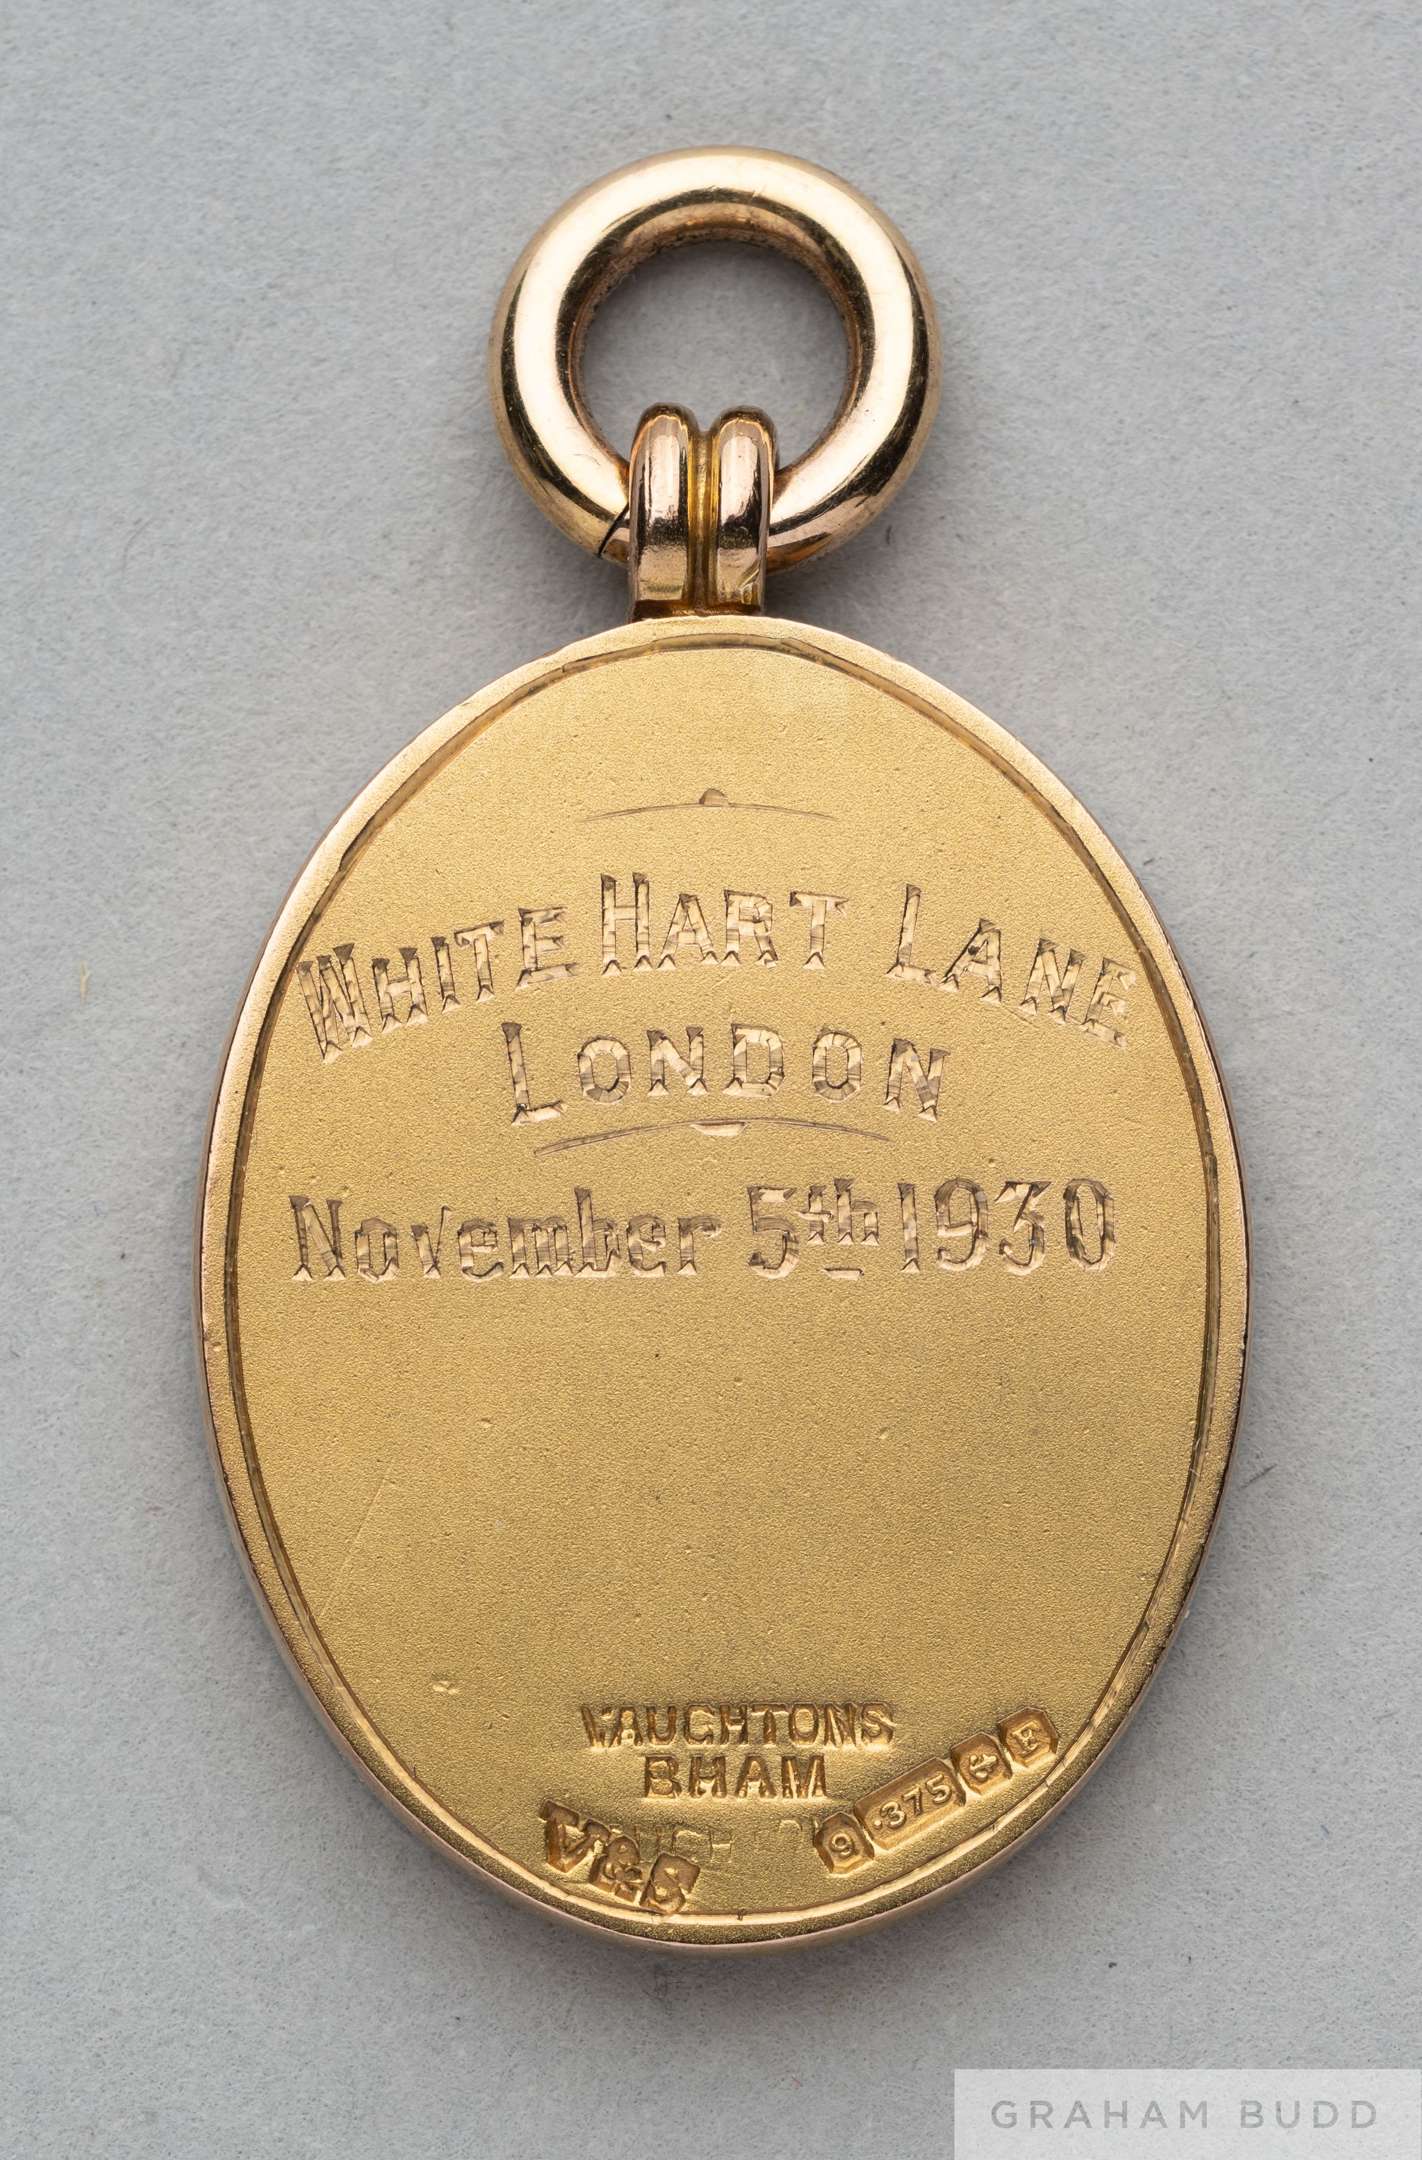 WHITE HART LANE
LONDON
November 5th 1930
VAUGHTONS
BHAM
V&S
9 .375
GRAHAM BUDD